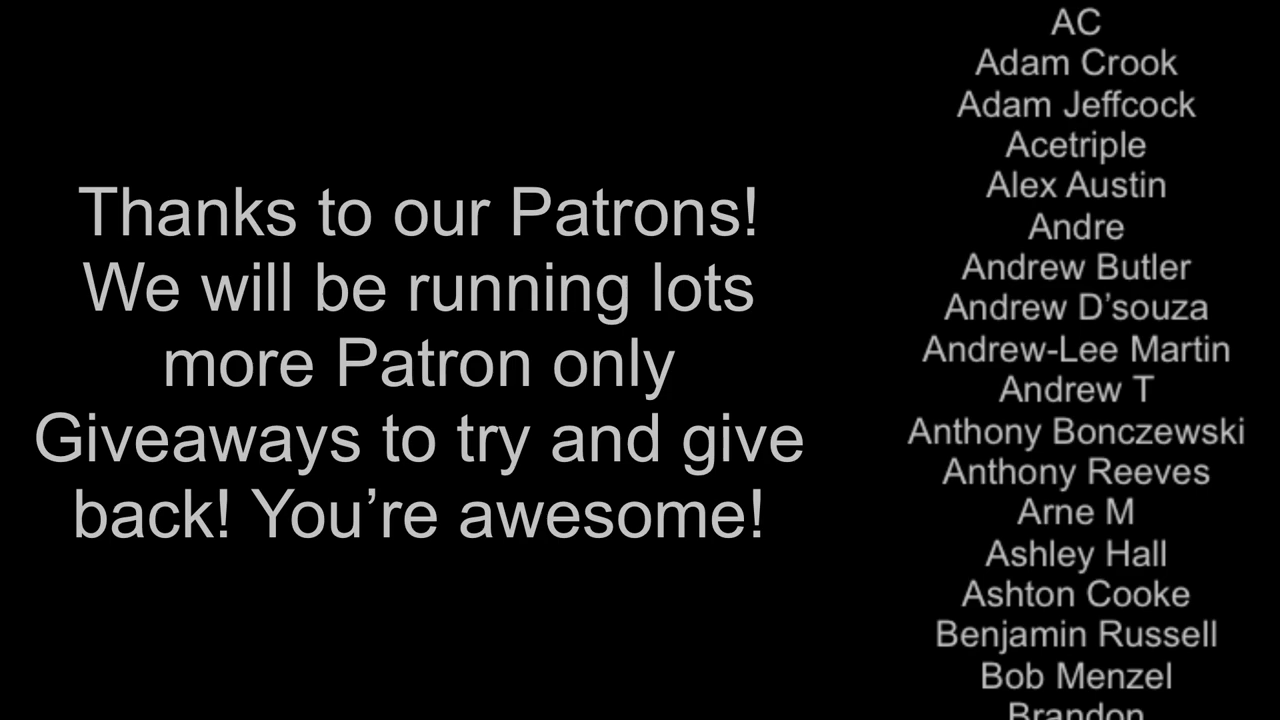 Thanks to our Patrons!
We will be running lots
more Patron only
Giveaways to try and give
back! You’re awesome!
AC
Adam Crook
Adam Jeffcock
Acetriple
Alex Austin
Andre
Andrew Butler
Andrew D’souza
Andrew-Lee Martin
Andrew T
Anthony Bonczewski
Anthony Reeves
Arne M
Ashley Hall
Ashton Cooke
Benjamin Russell
Bob Menzel
Brandon